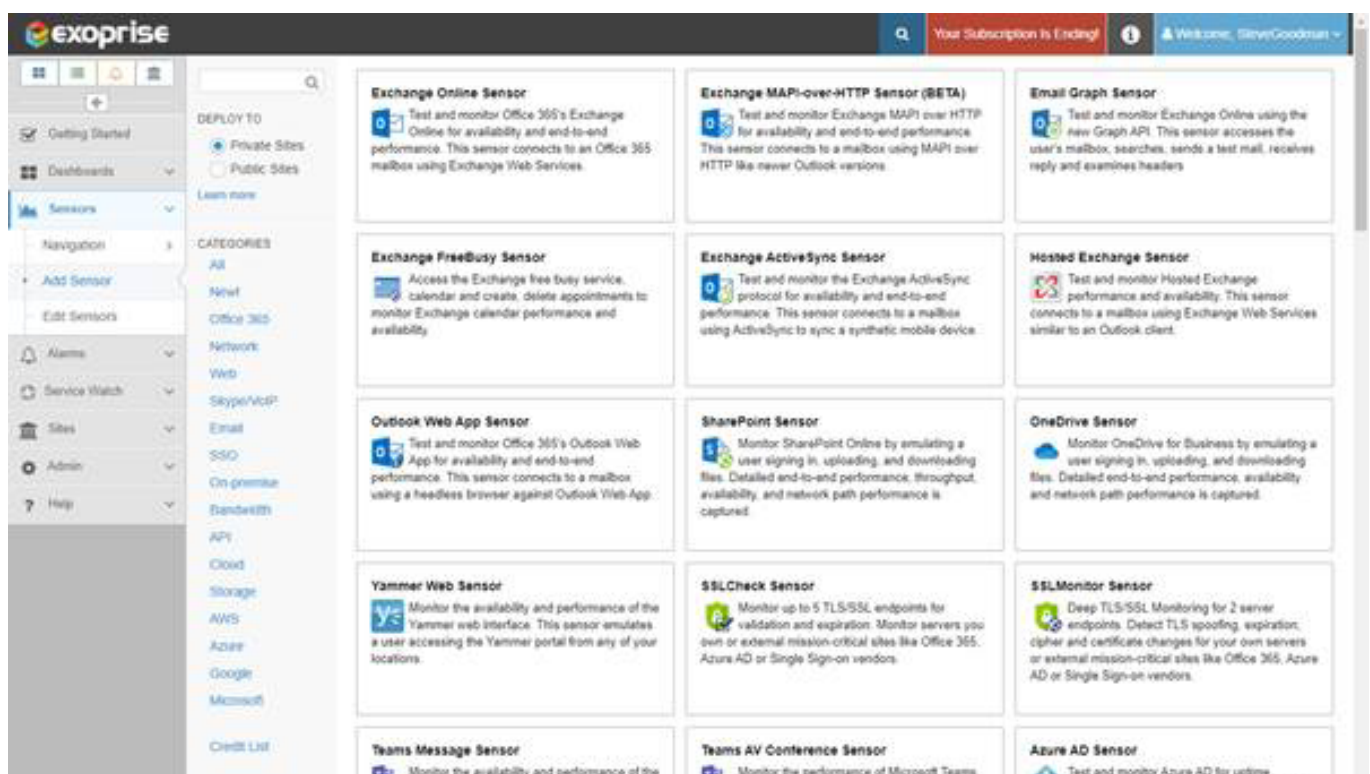 exoprise
Your Subscription Is Ending!
Welcome, SteveGoodman
Getting Started
Dashboards
Sensors
Navigation
Add Sensor
Edit Sensors
Alarms
Service Watch
Sites
Admin
? Help
DEPLOY TO
Private Sites
Public Sites
Learn more
CATEGORIES
All
New!
Office 365
Network
Web
Skype/VoIP
Email
SSO
On-premise
Bandwidth
API
Cloud
Storage
AWS
Azure
Google
Microsoft
Credit List
Exchange Online Sensor
Test and monitor Office 365's Exchange
Online for availability and end-to-end
performance. This sensor connects to an Office 365
mailbox using Exchange Web Services.
Exchange MAPI-over-HTTP Sensor (BETA)
Test and monitor Exchange MAPI over HTTP
for availability and end-to-end performance.
This sensor connects to a mailbox using MAPI over
HTTP like newer Outlook versions.
Email Graph Sensor
Test and monitor Exchange Online using the
new Graph API. This sensor accesses the
user's mailbox, searches, sends a test mail, receives
reply and examines headers
Exchange FreeBusy Sensor
Access the Exchange free busy service,
calendar and create, delete appointments to
monitor Exchange calendar performance and
availability.
Exchange ActiveSync Sensor
Test and monitor the Exchange ActiveSync
protocol for availability and end-to-end
performance. This sensor connects to a mailbox
using ActiveSync to sync a synthetic mobile device.
Hosted Exchange Sensor
Test and monitor Hosted Exchange
performance and availability. This sensor
connects to a mailbox using Exchange Web Services
similar to an Outlook client.
Outlook Web App Sensor
Test and monitor Office 365's Outlook Web
App for availability and end-to-end
performance. This sensor connects to a mailbox
using a headless browser against Outlook Web App.
SharePoint Sensor
Monitor SharePoint Online by emulating a
user signing in, uploading, and downloading
files. Detailed end-to-end performance, throughput,
availability, and network path performance is
captured.
OneDrive Sensor
Monitor OneDrive for Business by emulating a
user signing in, uploading, and downloading
files. Detailed end-to-end performance, availability
and network path performance is captured.
Yammer Web Sensor
Monitor the availability and performance of the
Yammer web interface. This sensor emulates
a user accessing the Yammer portal from any of your
locations.
SSLCheck Sensor
Monitor up to 5 TLS/SSL endpoints for
validation and expiration. Monitor servers you
own or external mission-critical sites like Office 365,
Azure AD or Single Sign-on vendors.
SSLMonitor Sensor
Deep TLS/SSL Monitoring for 2 server
endpoints. Detect TLS spoofing, expiration,
cipher and certificate changes for your own servers
or external mission-critical sites like Office 365, Azure
AD or Single Sign-on vendors.
Teams Message Sensor
Monitor the availability and performance of the
Teams AV Conference Sensor
Monitor the performance of Microsoft Teams
Azure AD Sensor
Test and monitor Azure AD for uptime